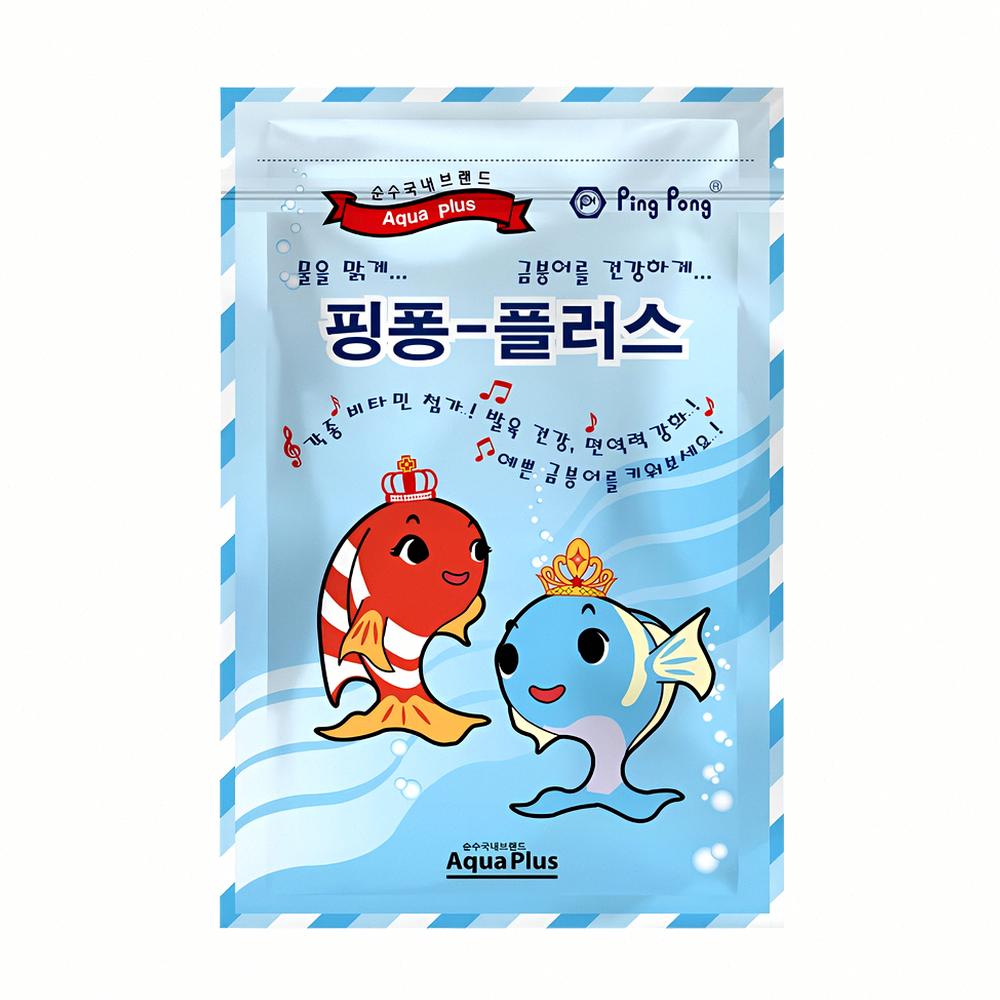 순수국내브랜드
Aqua plus
Ping Pong®
물을 맑게... 금붕어를 건강하게...
핑퐁-플러스
각종 비타민 첨가..! 발육 건강, 면역력 강화..!
예쁜 금붕어를 키워보세요..!
순수국내브랜드
Aqua Plus